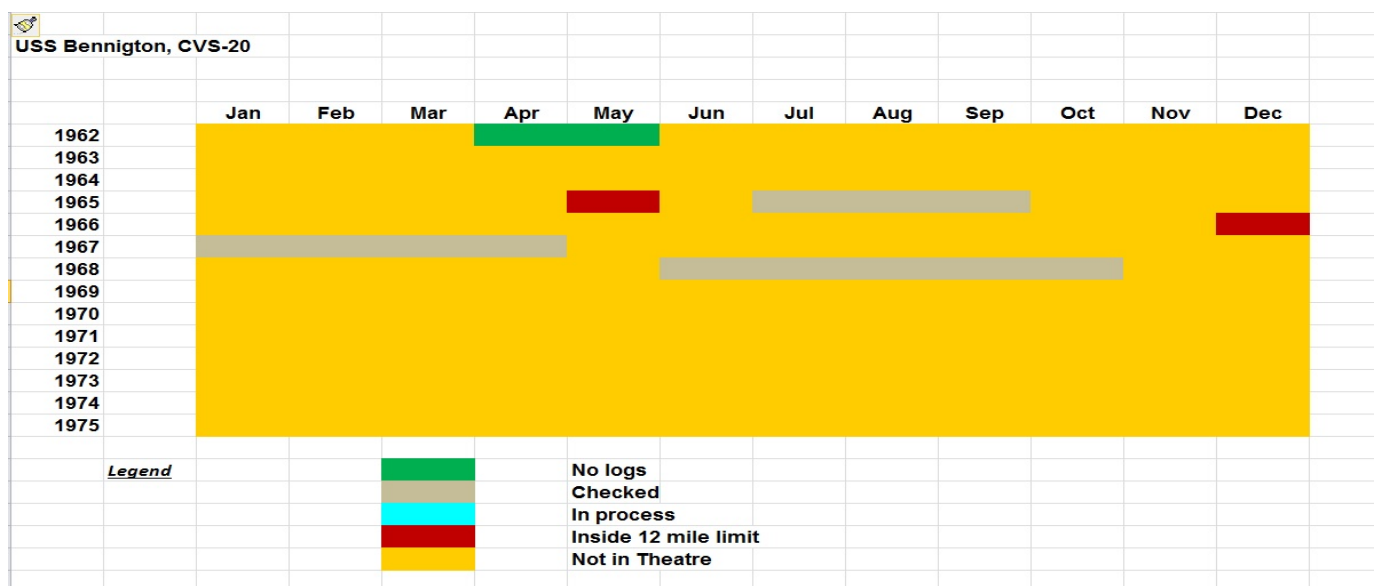 USS Bennigton, CVS-20
Jan Feb Mar Apr May Jun Jul Aug Sep Oct Nov Dec
1962
1963
1964
1965
1966
1967
1968
1969
1970
1971
1972
1973
1974
1975
Legend No logs
Checked
In process
Inside 12 mile limit
Not in Theatre